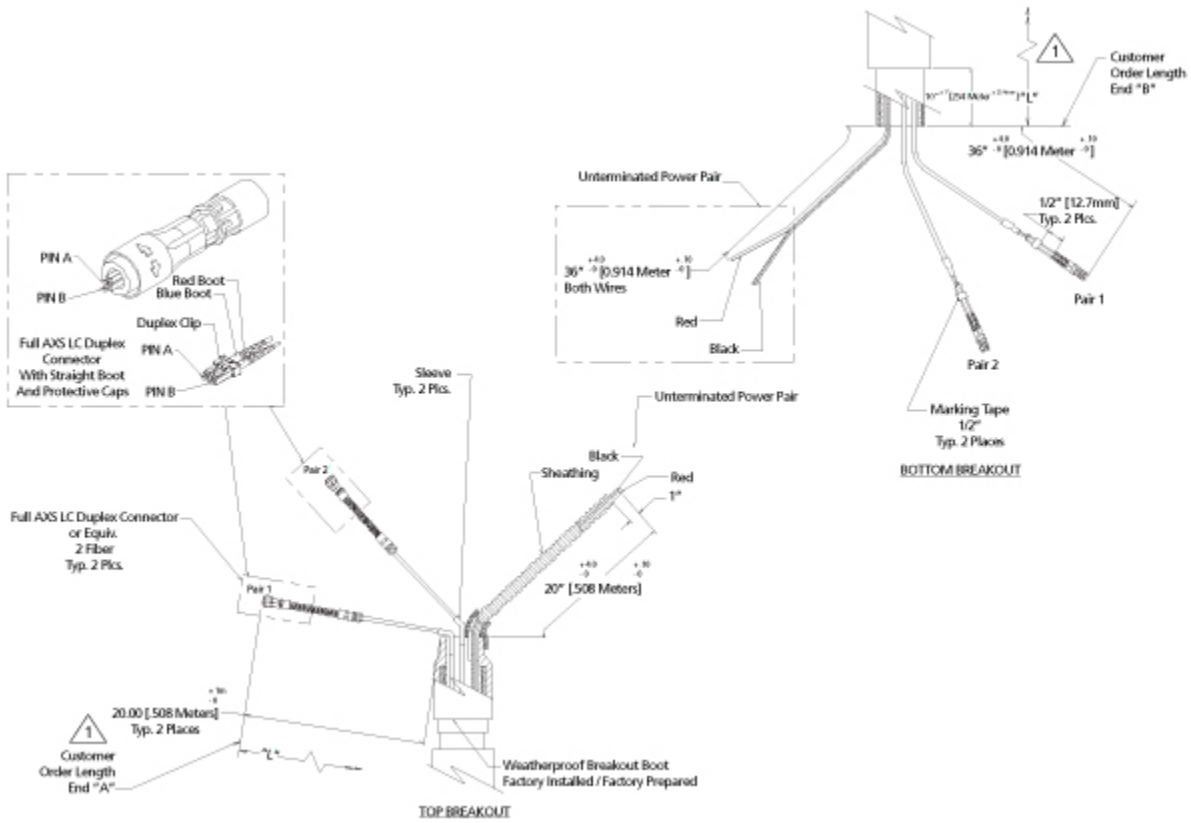 1
Customer
Order Length
End "B"
"L"
36" +4.0 -0 [0.914 Meter +.10 -0]
Unterminated Power Pair
1/2" [12.7mm]
Typ. 2 Plcs.
PIN A
PIN B
Red Boot
Blue Boot
Duplex Clip
PIN A
Full AXS LC Duplex
Connector
With Straight Boot
And Protective Caps
PIN B
36" +4.0 -0 [0.914 Meter +.10 -0]
Both Wires
Red
Black
Pair 1
Pair 2
Marking Tape
1/2"
Typ. 2 Places
BOTTOM BREAKOUT
Sleeve
Typ. 2 Plcs.
Unterminated Power Pair
Black
Sheathing
Red
1"
Pair 2
Full AXS LC Duplex Connector
or Equiv.
2 Fiber
Typ. 2 Plcs.
Pair 1
20" +4.0 -0 [.508 Meters] +.10 -0
20.00 [.508 Meters]
Typ. 2 Places
1
Customer
Order Length
End "A"
"L"
Weatherproof Breakout Boot
Factory Installed / Factory Prepared
TOP BREAKOUT